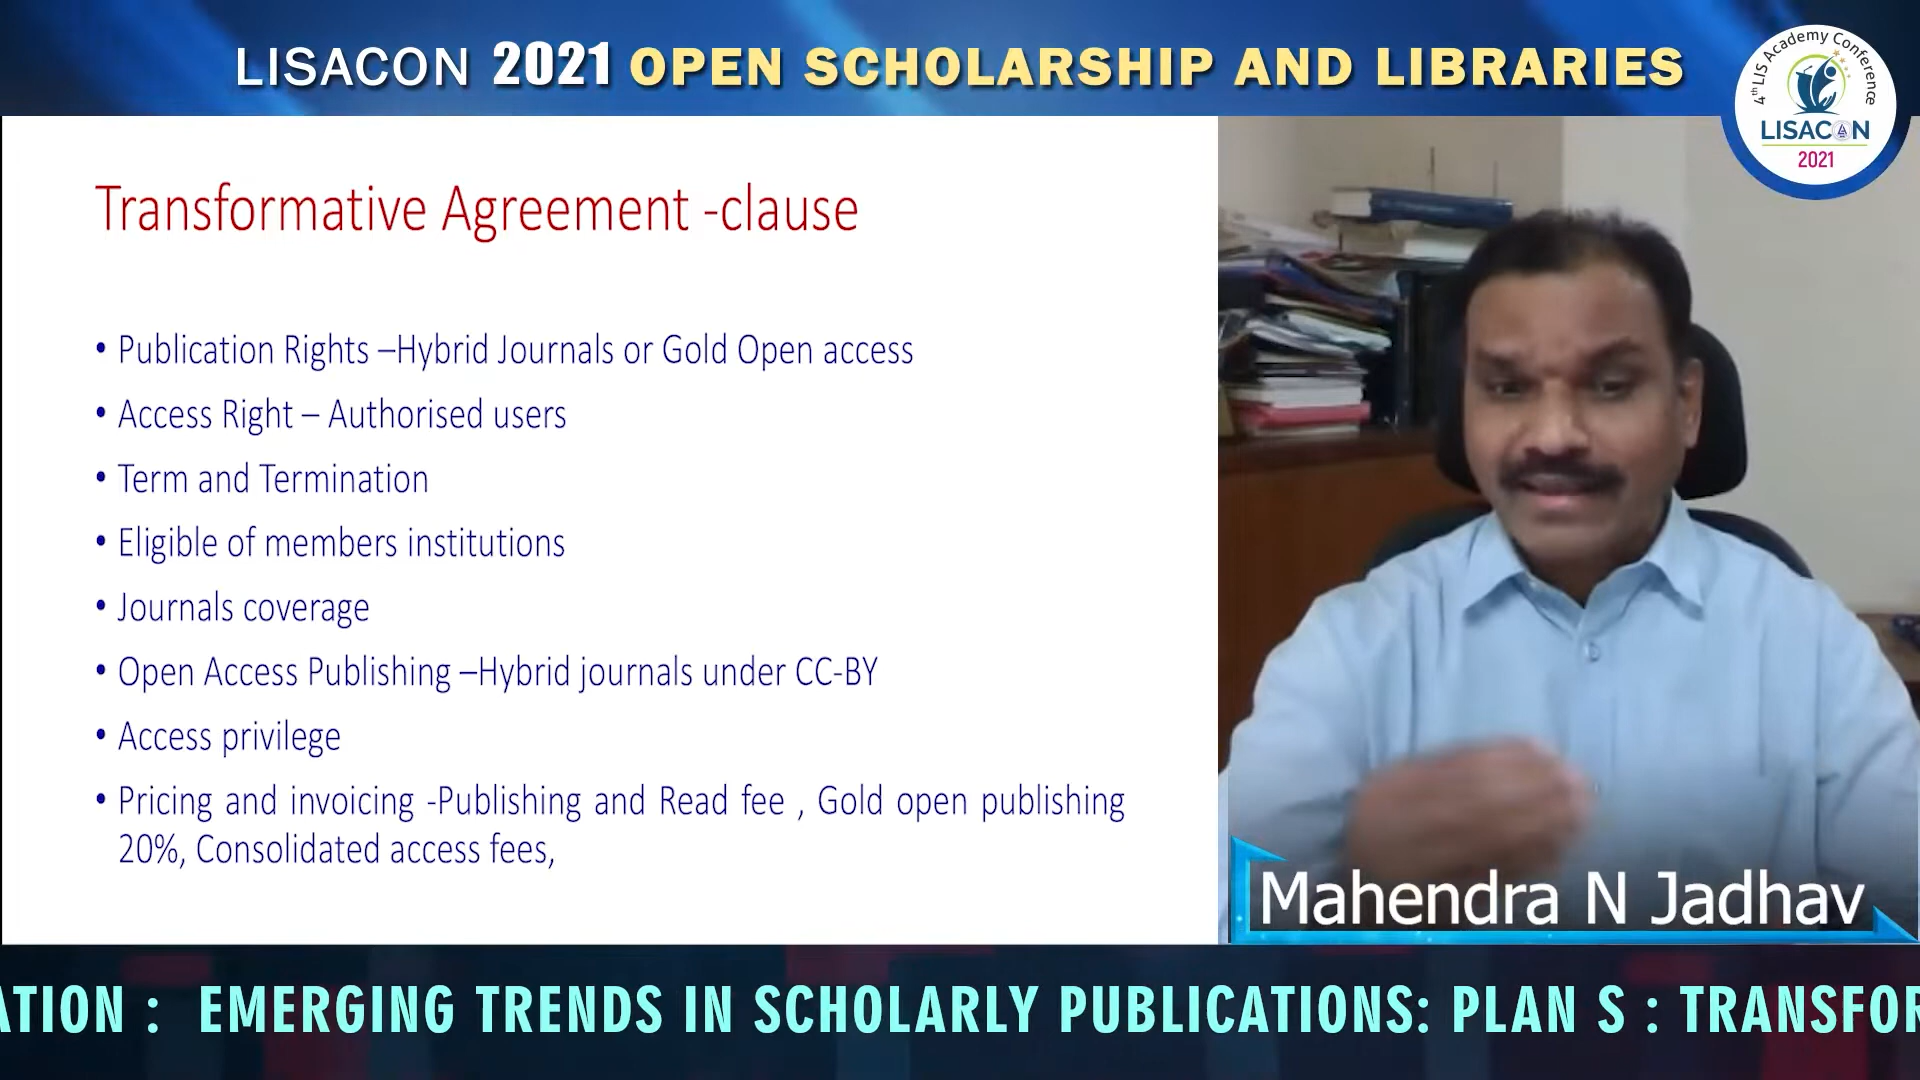 LISACON 2021 OPEN SCHOLARSHIP AND LIBRARIES
4th LIS Academy Conference
LISACON
2021
Transformative Agreement -clause
• Publication Rights –Hybrid Journals or Gold Open access
• Access Right – Authorised users
• Term and Termination
• Eligible of members institutions
• Journals coverage
• Open Access Publishing –Hybrid journals under CC-BY
• Access privilege
• Pricing and invoicing -Publishing and Read fee , Gold open publishing
20%, Consolidated access fees,
Mahendra N Jadhav
ATION : EMERGING TRENDS IN SCHOLARLY PUBLICATIONS: PLAN S : TRANSFOR